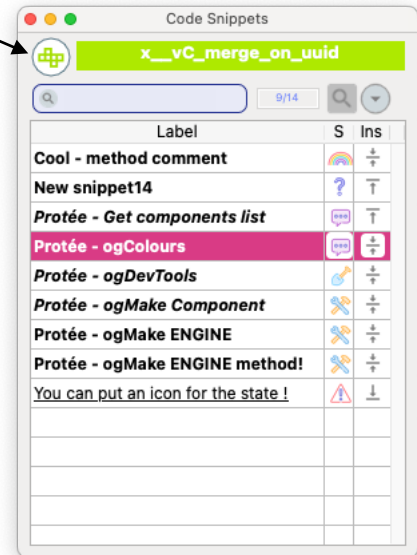 Code Snippets
x__vC_merge_on_uuid
9/14
Label S Ins
Cool - method comment
New snippet14
Protée - Get components list
Protée - ogColours
Protée - ogDevTools
Protée - ogMake Component
Protée - ogMake ENGINE
Protée - ogMake ENGINE method!
You can put an icon for the state !